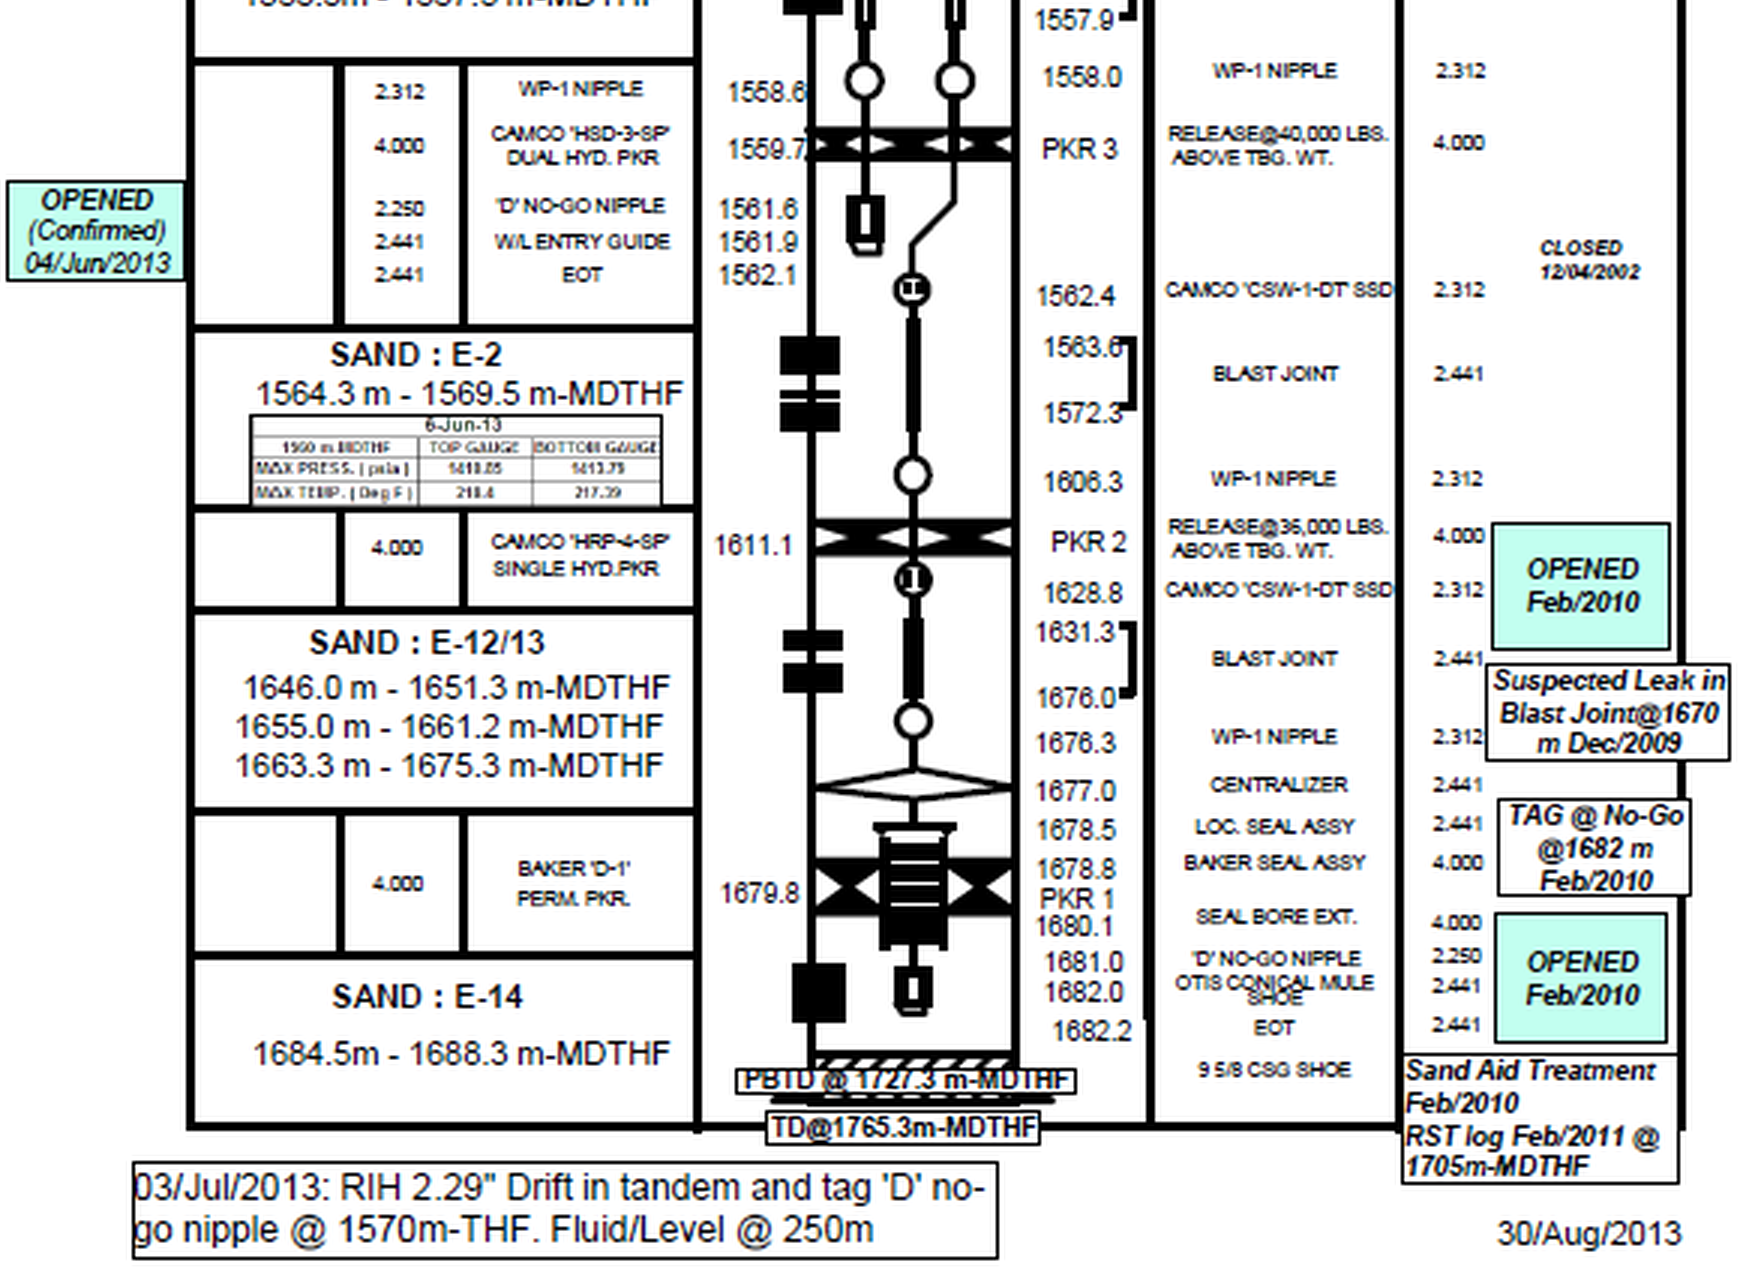 1557.9
1558.0
WP-1 NIPPLE
2.312
2.312
WP-1 NIPPLE
1558.6
4.000
CAMCO 'HSD-3-SP'
DUAL HYD. PKR
1559.7
PKR 3
RELEASE@40,000 LBS.
ABOVE TBG. WT.
4.000
OPENED
(Confirmed)
04/Jun/2013
2.250
'D' NO-GO NIPPLE
1561.6
2.441
W/L ENTRY GUIDE
1561.9
2.441
EOT
1562.1
CLOSED
12/04/2002
1562.4
CAMCO 'CSW-1-DT' SSD
2.312
SAND : E-2
1564.3 m - 1569.5 m-MDTHF
6-Jun-13
TOP GAUGE
BOTTOM GAUGE
MAX PRESS. ( psia )
MAX TEMP. ( Deg F )
217.39
1563.6
1572.3
BLAST JOINT
2.441
1606.3
WP-1 NIPPLE
2.312
4.000
CAMCO 'HRP-4-SP'
SINGLE HYD.PKR
1611.1
PKR 2
RELEASE@36,000 LBS.
ABOVE TBG. WT.
4.000
1628.8
CAMCO 'CSW-1-DT' SSD
2.312
OPENED
Feb/2010
SAND : E-12/13
1646.0 m - 1651.3 m-MDTHF
1655.0 m - 1661.2 m-MDTHF
1663.3 m - 1675.3 m-MDTHF
1631.3
1676.0
BLAST JOINT
2.441
Suspected Leak in
Blast Joint@1670
m Dec/2009
1676.3
WP-1 NIPPLE
2.312
1677.0
CENTRALIZER
2.441
1678.5
LOC. SEAL ASSY
2.441
TAG @ No-Go
@1682 m
Feb/2010
4.000
BAKER 'D-1'
PERM. PKR.
1679.8
1678.8
BAKER SEAL ASSY
4.000
PKR 1
1680.1
SEAL BORE EXT.
4.000
1681.0
'D' NO-GO NIPPLE
2.250
1682.0
OTIS CONICAL MULE
SHOE
2.441
1682.2
EOT
2.441
OPENED
Feb/2010
SAND : E-14
1684.5m - 1688.3 m-MDTHF
9 5/8 CSG SHOE
PBTD @ 1727.3 m-MDTHF
TD@1765.3m-MDTHF
Sand Aid Treatment
Feb/2010
RST log Feb/2011 @
1705m-MDTHF
03/Jul/2013: RIH 2.29" Drift in tandem and tag 'D' no-
go nipple @ 1570m-THF. Fluid/Level @ 250m
30/Aug/2013